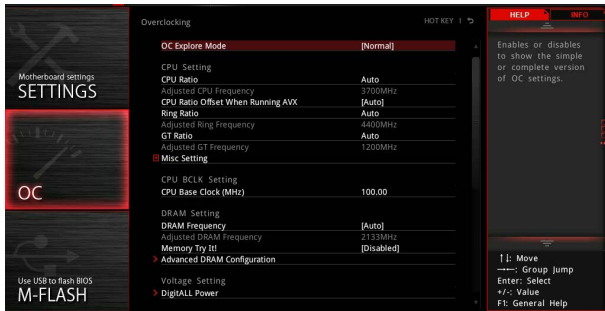 Motherboard settings
SETTINGS
OC
Use USB to flash BIOS
M-FLASH
Overclocking
HOT KEY
OC Explore Mode [Normal]
CPU Setting
CPU Ratio Auto
Adjusted CPU Frequency 3700MHz
CPU Ratio Offset When Running AVX [Auto]
Ring Ratio Auto
Adjusted Ring Frequency 4400MHz
GT Ratio Auto
Adjusted GT Frequency 1200MHz
Misc Setting
CPU BCLK Setting
CPU Base Clock (MHz) 100.00
DRAM Setting
DRAM Frequency [Auto]
Adjusted DRAM Frequency 2133MHz
Memory Try It! [Disabled]
> Advanced DRAM Configuration
Voltage Setting
> DigitALL Power
HELP
INFO
Enables or disables
to show the simple
or complete version
of OC settings.
↑↓: Move
→←: Group Jump
Enter: Select
+/-: Value
F1: General Help